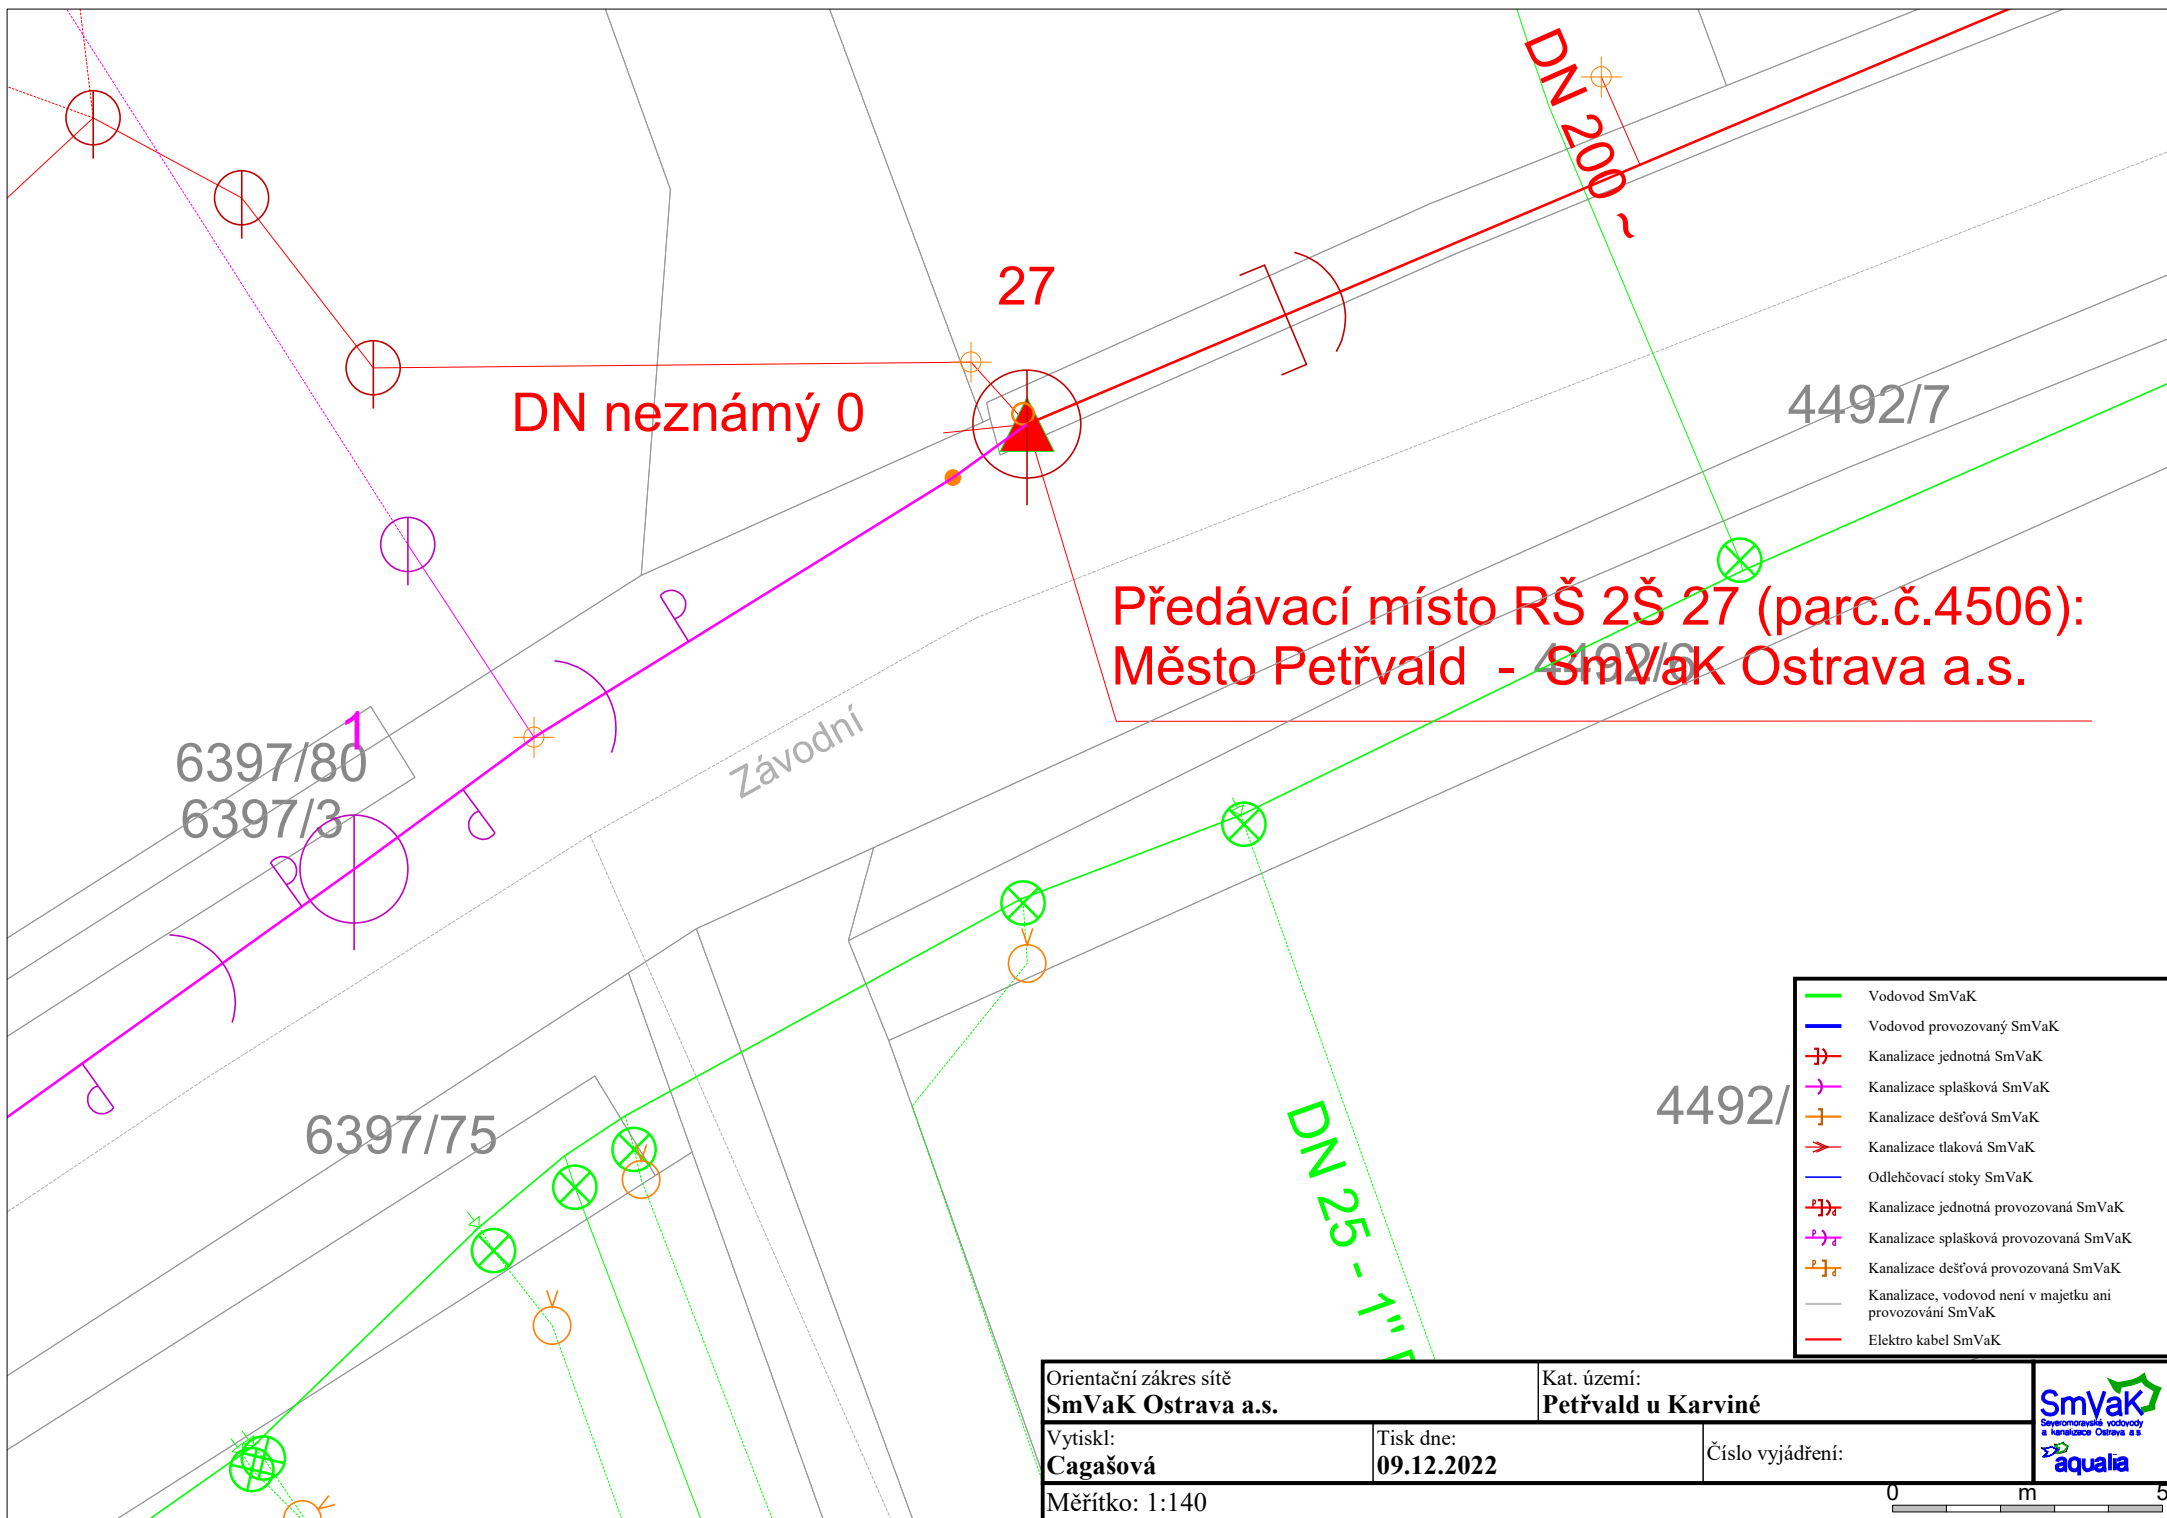 DN 200 ~
27
DN neznámý 0
4492/7
Předávací místo RŠ 2Š 27 (parc.č.4506):
Město Petřvald - SmVaK Ostrava a.s.
4492/6
Závodní
1
6397/80
6397/3
6397/75
4492/
DN 25 - 1"
Vodovod SmVaK
Vodovod provozovaný SmVaK
Kanalizace jednotná SmVaK
Kanalizace splašková SmVaK
Kanalizace dešťová SmVaK
Kanalizace tlaková SmVaK
Odlehčovací stoky SmVaK
Kanalizace jednotná provozovaná SmVaK
Kanalizace splašková provozovaná SmVaK
Kanalizace dešťová provozovaná SmVaK
Kanalizace, vodovod není v majetku ani
provozování SmVaK
Elektro kabel SmVaK
Orientační zákres sítě
SmVaK Ostrava a.s.
Kat. území:
Petřvald u Karviné
Vytiskl:
Cagašová
Tisk dne:
09.12.2022
Číslo vyjádření:
Měřítko: 1:140
SmVaK
Severomoravské vodovody
a kanalizace Ostrava a.s.
aqualia
0 m 5